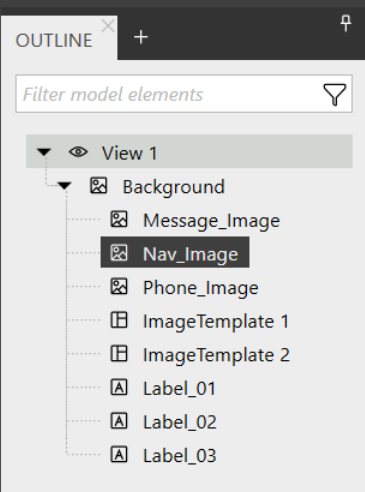 OUTLINE
Filter model elements
View 1
Background
Message_Image
Nav_Image
Phone_Image
ImageTemplate 1
ImageTemplate 2
Label_01
Label_02
Label_03